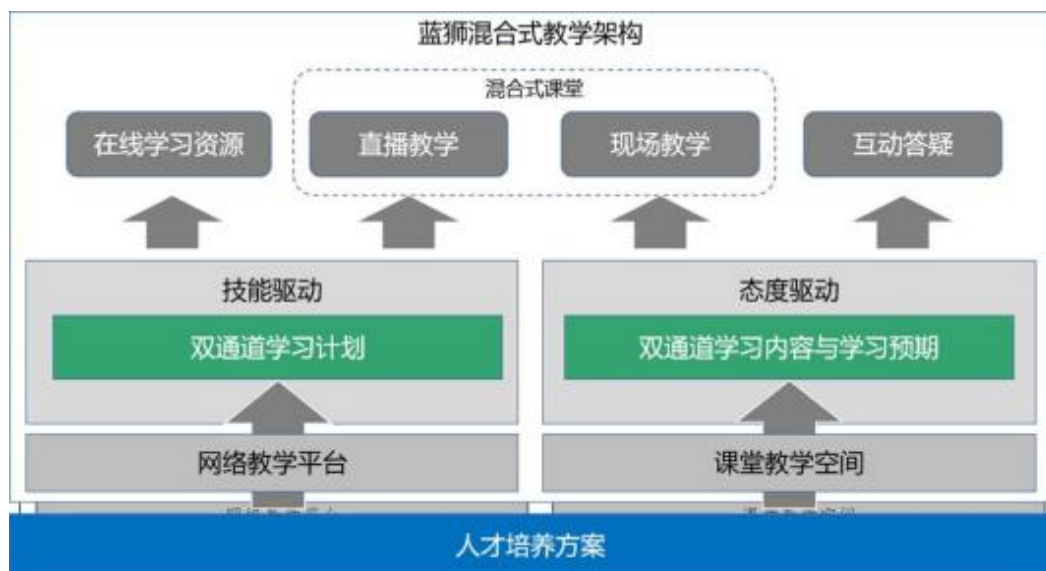 蓝狮混合式教学架构
混合式课堂
在线学习资源 直播教学 现场教学 互动答疑
技能驱动 态度驱动
双通道学习计划 双通道学习内容与学习预期
网络教学平台 课堂教学空间
人才培养方案